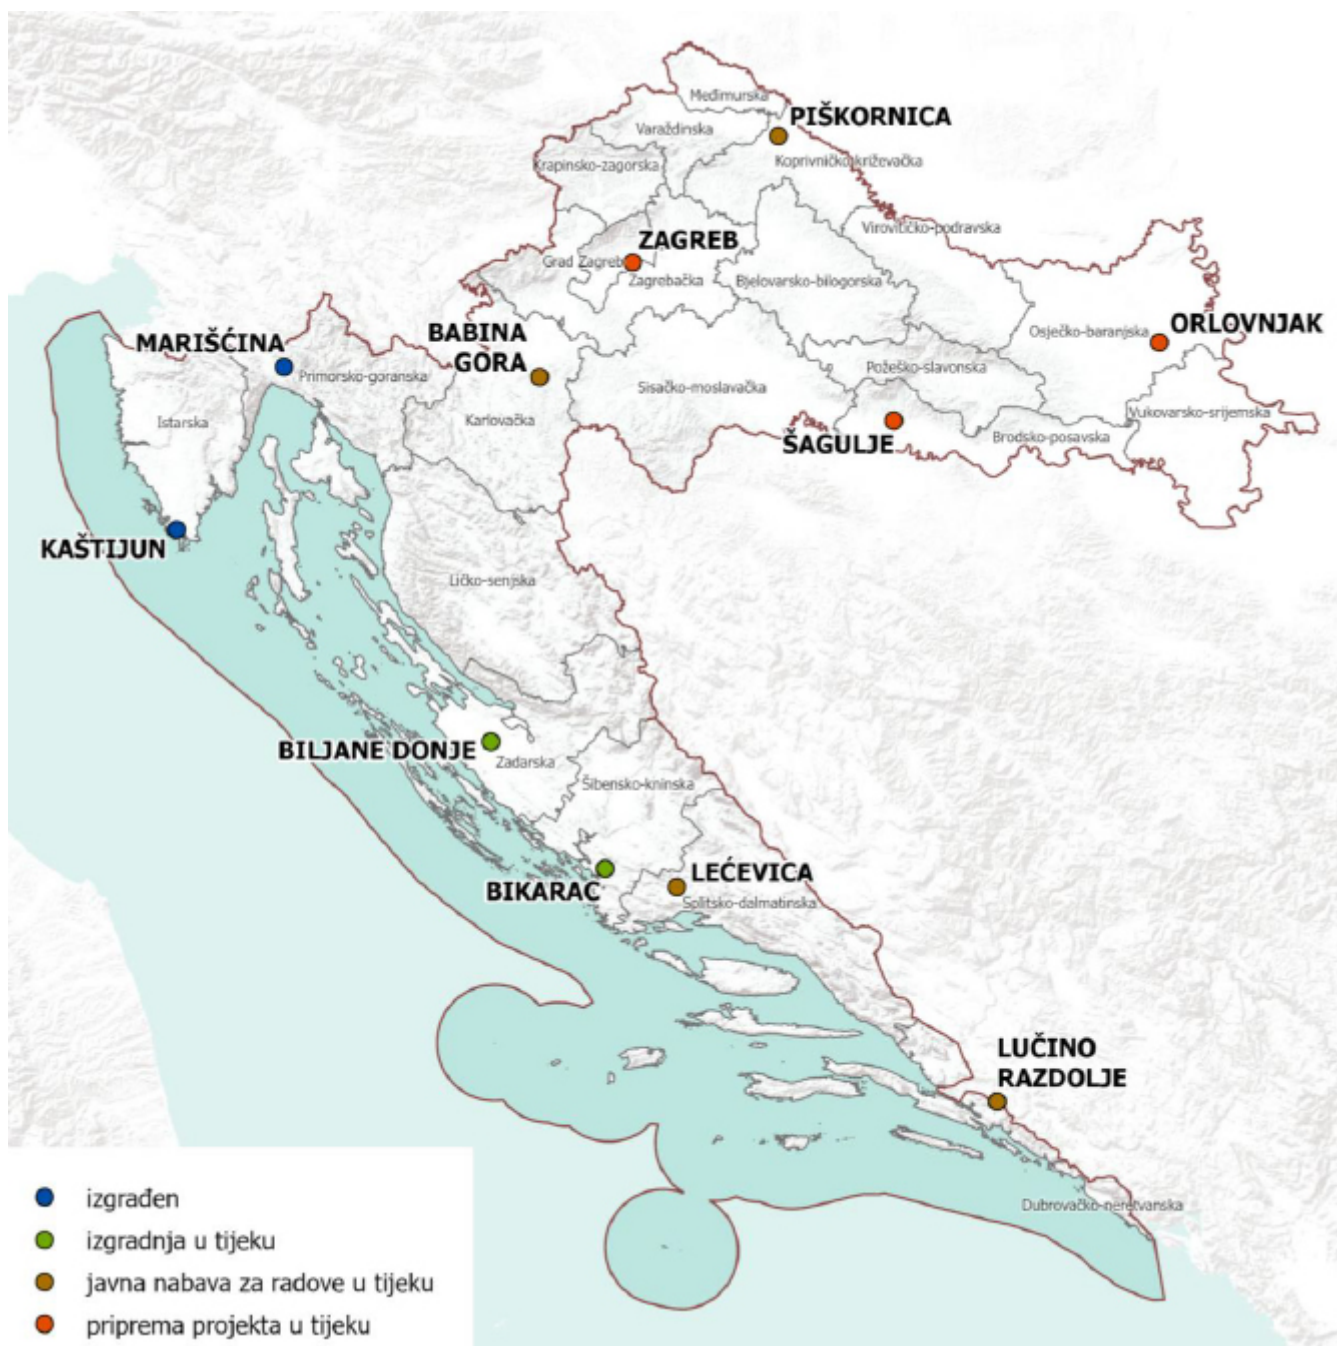 Međimurska
PIŠKORNICA
Varaždinska
Koprivničko-križevačka
Krapinsko-zagorska
Virovitičko-podravska
ZAGREB
Grad Zagreb
Zagrebačka
Bjelovarsko-bilogorska
ORLOVNJAK
Osječko-baranjska
MARIŠĆINA
BABINA
GORA
Primorsko-goranska
Požeško-slavonska
Sisačko-moslavačka
Istarska
Karlovačka
Vukovarsko-srijemska
Brodsko-posavska
ŠAGULJE
KAŠTIJUN
Ličko-senjska
BILJANE DONJE
Zadarska
Šibensko-kninska
LEĆEVICA
BIKARAC
Splitsko-dalmatinska
LUČINO
RAZDOLJE
Dubrovačko-neretvanska
izgrađen
izgradnja u tijeku
javna nabava za radove u tijeku
priprema projekta u tijeku